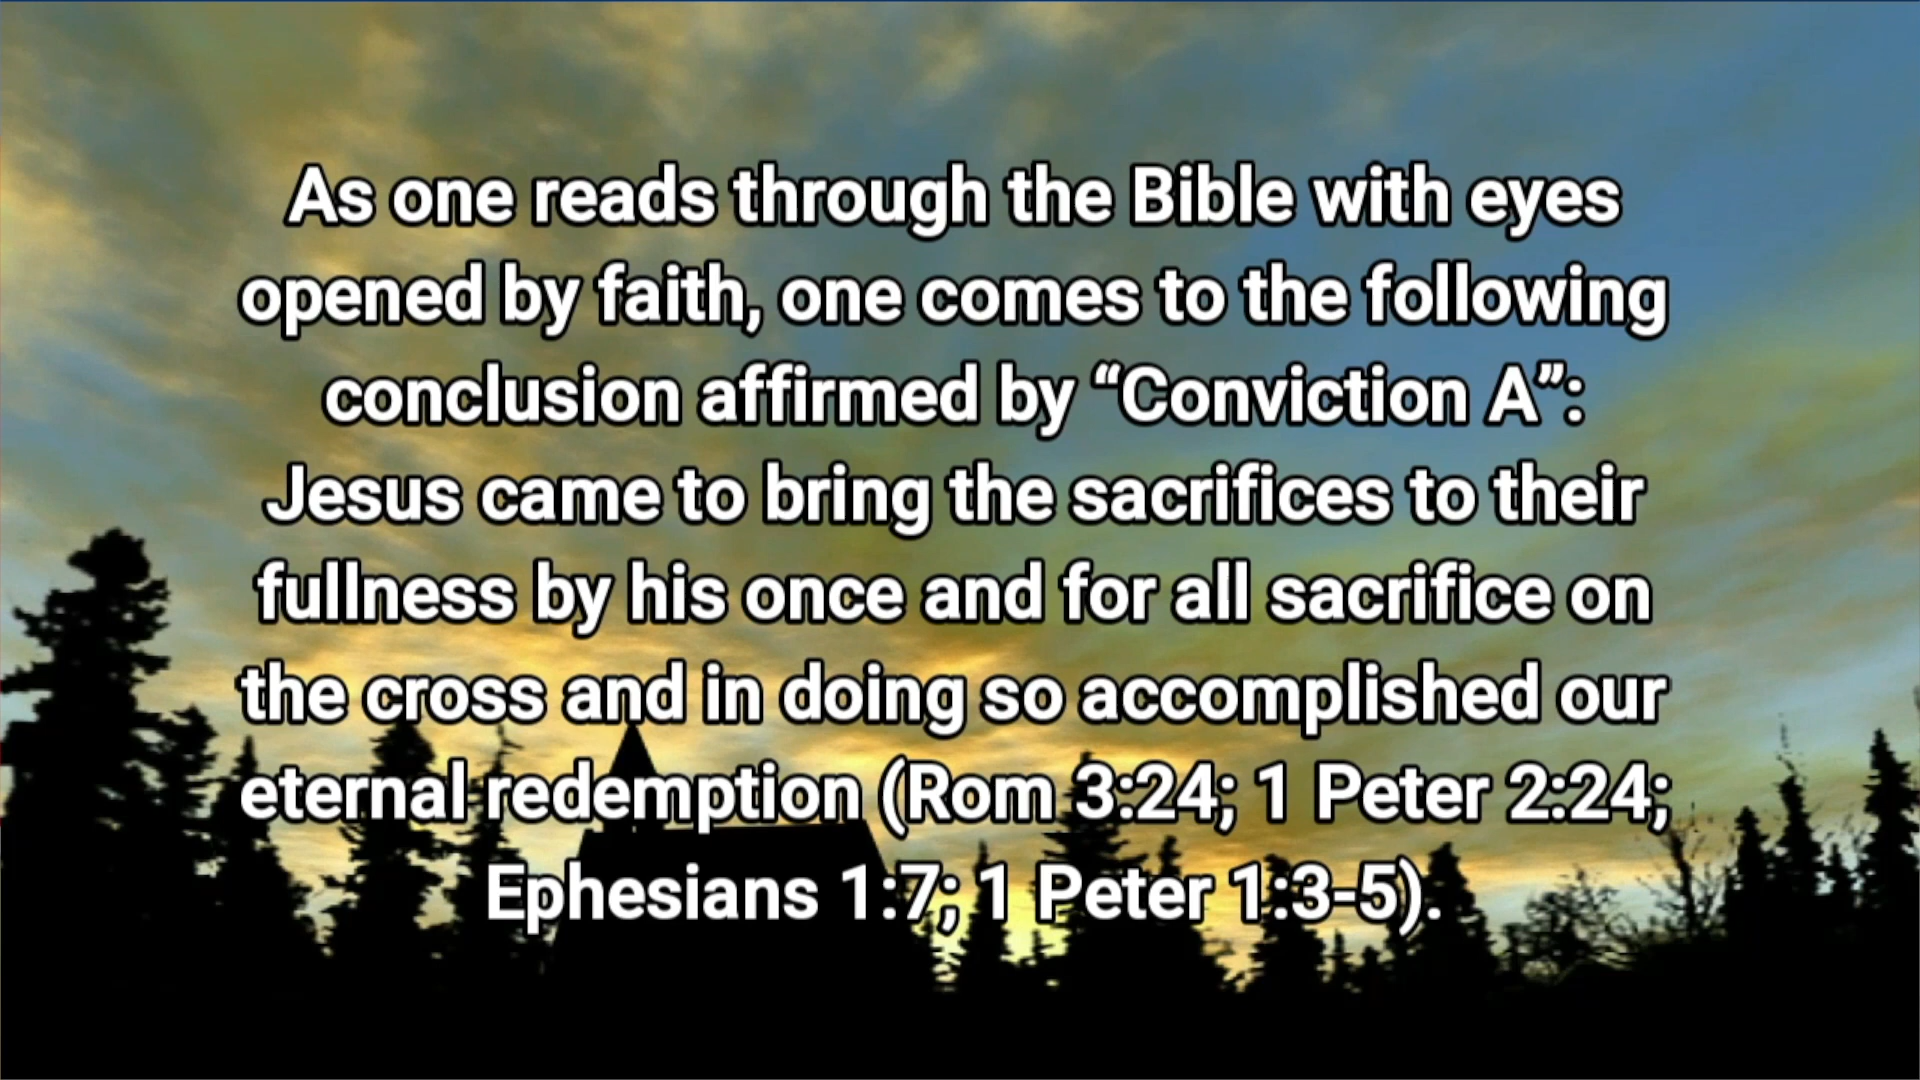 As one reads through the Bible with eyes
opened by faith, one comes to the following
conclusion affirmed by “Conviction A”:
Jesus came to bring the sacrifices to their
fullness by his once and for all sacrifice on
the cross and in doing so accomplished our
eternal redemption (Rom 3:24; 1 Peter 2:24;
Ephesians 1:7; 1 Peter 1:3-5).